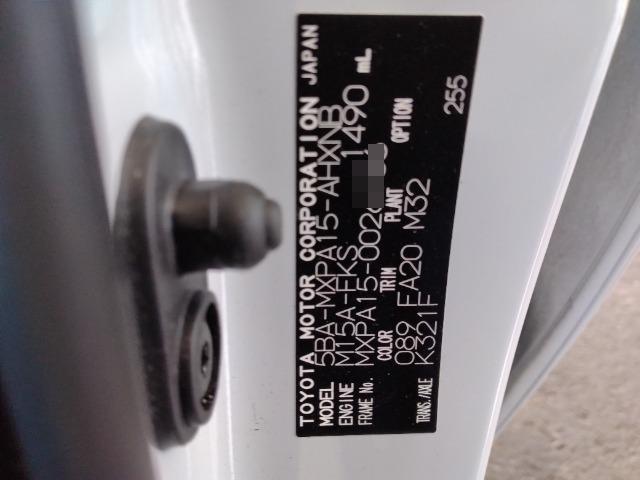 TOYOTA MOTOR CORPORATION JAPAN
MODEL 5BA-MXPA15-AHXNB
ENGINE M15A-FKS 1490 mL
FRAME No. MXPA15-002
COLOR TRIM PLANT OPTION
089 EA20 M32
TRANS./AXLE K321F
255